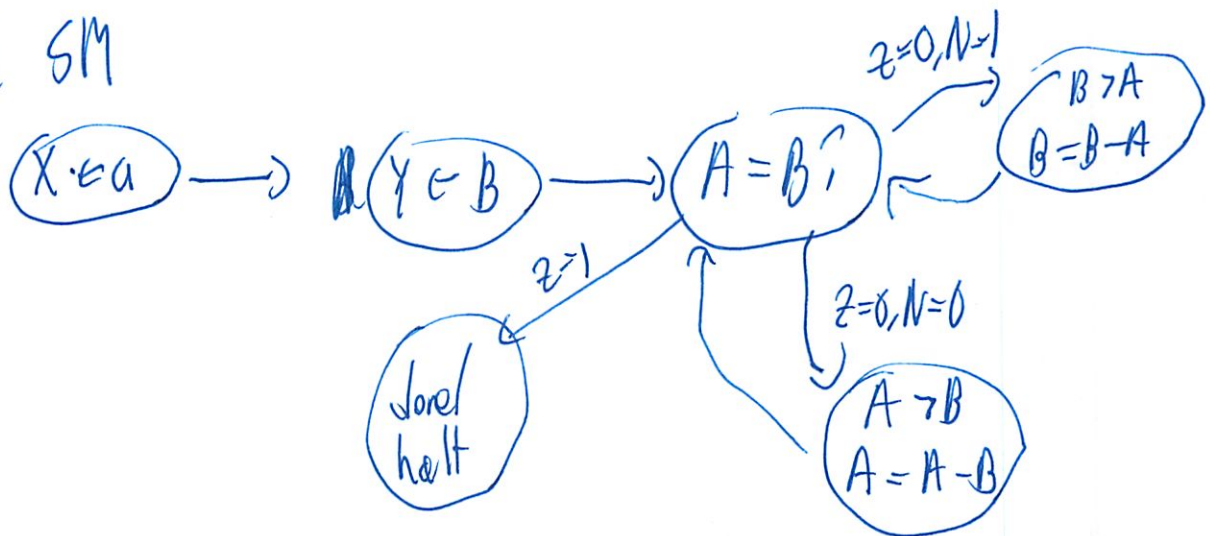 SM
X ← a
Y ← B
A = B?
Z=0, N=1
B > A
B = B - A
Z=1
Z=0, N=0
done/
halt
A > B
A = A - B